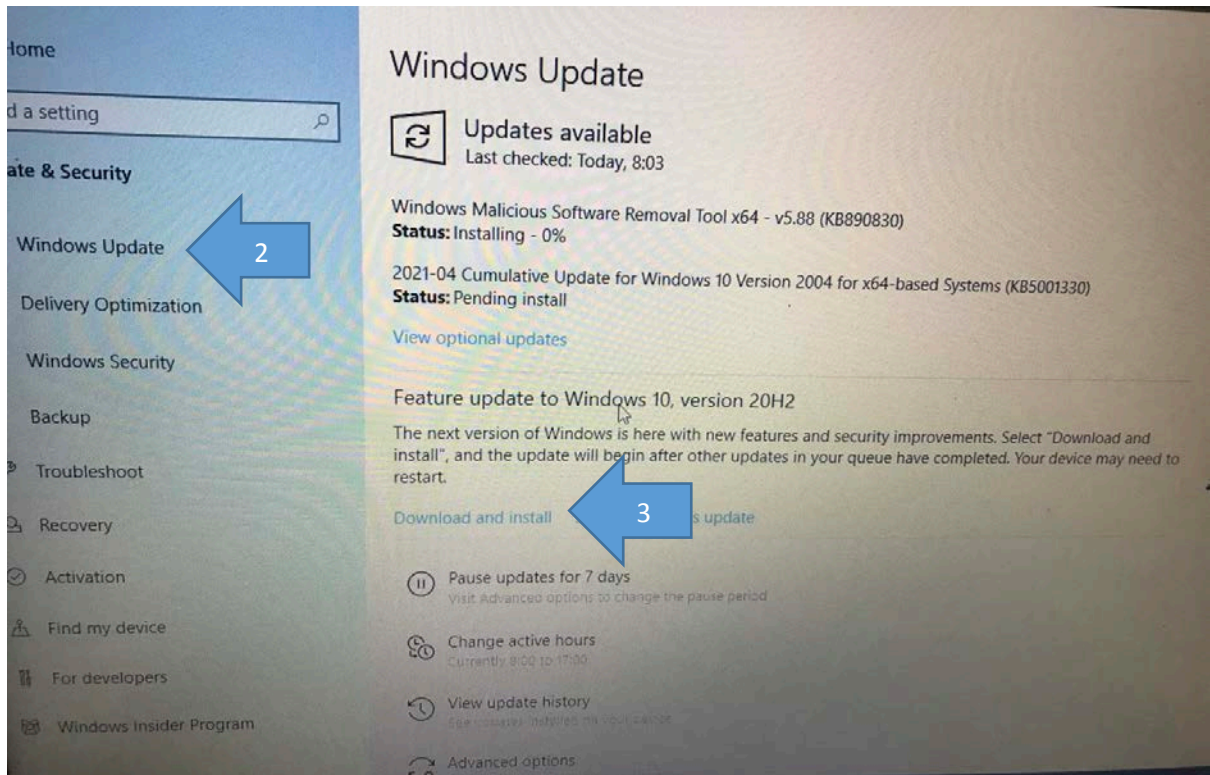 Home
d a setting
ate & Security
Windows Update
2
Delivery Optimization
Windows Security
Backup
Troubleshoot
Recovery
Activation
Find my device
For developers
Windows Insider Program
Windows Update
Updates available
Last checked: Today, 8:03
Windows Malicious Software Removal Tool x64 - v5.88 (KB890830)
Status: Installing - 0%
2021-04 Cumulative Update for Windows 10 Version 2004 for x64-based Systems (KB5001330)
Status: Pending install
View optional updates
Feature update to Windows 10, version 20H2
The next version of Windows is here with new features and security improvements. Select "Download and
install", and the update will begin after other updates in your queue have completed. Your device may need to
restart.
Download and install
3
s update
Pause updates for 7 days
Visit Advanced options to change the pause period
Change active hours
Currently 8:00 to 17:00
View update history
See updates installed on your device
Advanced options